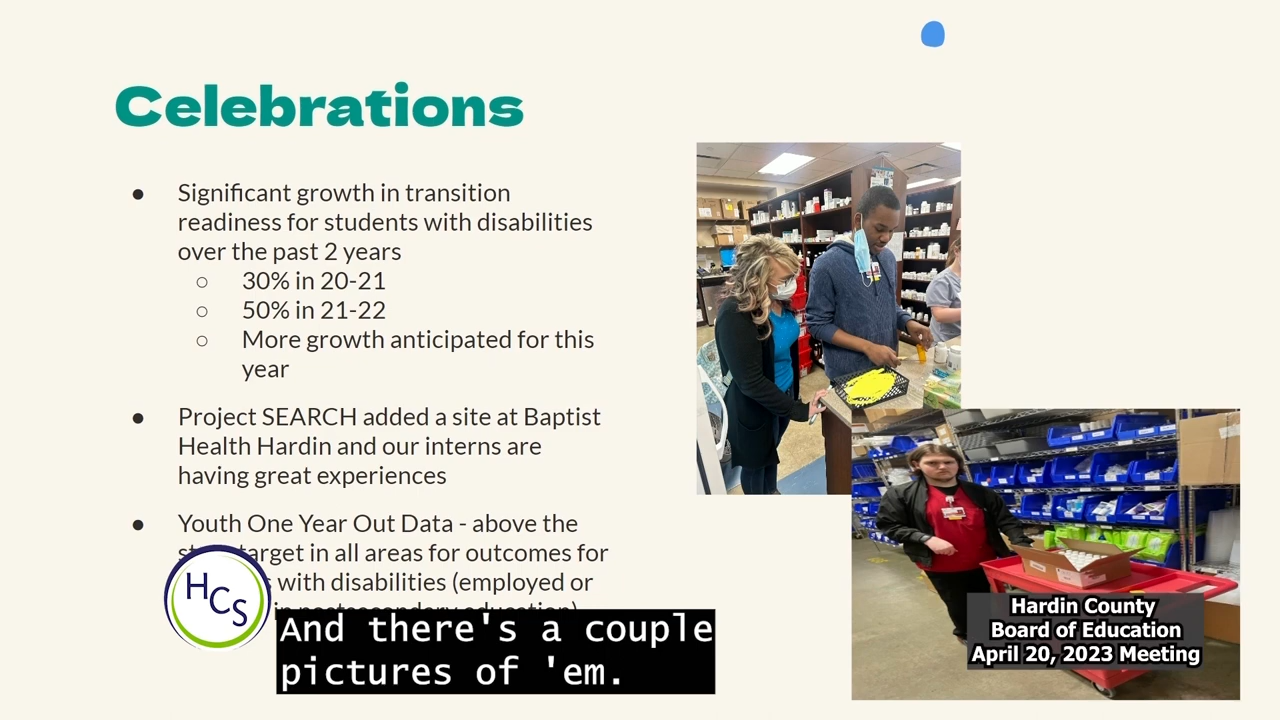 Celebrations
● Significant growth in transition
readiness for students with disabilities
over the past 2 years
○ 30% in 20-21
○ 50% in 21-22
○ More growth anticipated for this
year
● Project SEARCH added a site at Baptist
Health Hardin and our interns are
having great experiences
● Youth One Year Out Data - above the
target in all areas for outcomes for
with disabilities (employed or
in postsecondary education)
HCS
And there's a couple
pictures of 'em.
Hardin County
Board of Education
April 20, 2023 Meeting